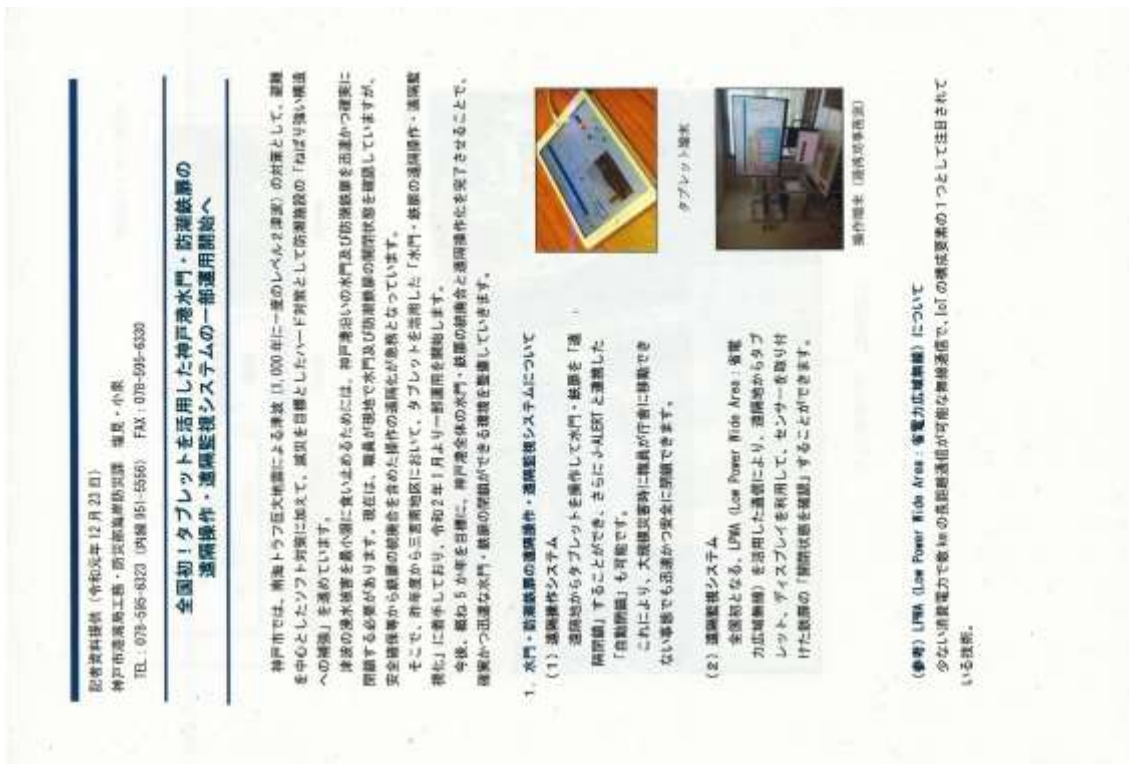 記者資料提供（令和元年12月23日）
神戸市港湾局工務・防災部海岸防災課　塩見・小泉
TEL：078-595-6323（内線951-5566）　FAX：078-595-6330
全国初！タブレットを活用した神戸港水門・防潮鉄扉の
遠隔操作・遠隔監視システムの一部運用開始へ
神戸市では、南海トラフ巨大地震による津波（1,000年に一度のレベル2津波）の対策として、避難
を中心としたソフト対策に加えて、減災を目標としたハード対策として防潮施設の「ねばり強い構造
への補強」を進めています。
津波の浸水被害を最小限に食い止めるためには、神戸港沿いの水門及び防潮鉄扉を迅速かつ確実に
閉鎖する必要があります。現在は、職員が現地で水門及び防潮鉄扉の開閉状態を確認していますが、
安全確保等から鉄扉の統廃合を含めた操作の遠隔化が急務となっています。
そこで、昨年度から三宮南地区において、タブレットを活用した「水門・鉄扉の遠隔操作・遠隔監
視化」に着手しており、令和2年1月より一部運用を開始します。
今後、概ね5か年を目標に、神戸港全体の水門・鉄扉の統廃合と遠隔操作化を完了させることで、
確実かつ迅速な水門・鉄扉の閉鎖ができる環境を整備していきます。
1．水門・防潮鉄扉の遠隔操作・遠隔監視システムについて
（1）遠隔操作システム
遠隔地からタブレットを操作して水門・鉄扉を「遠
隔閉鎖」することができ、さらにJ-ALERTと連携した
「自動閉鎖」も可能です。
これにより、大規模災害時に職員が庁舎に移動でき
ない事態でも迅速かつ安全に閉鎖できます。
タブレット端末
（2）遠隔監視システム
全国初となる、LPWA（Low Power Wide Area：省電
力広域無線）を活用した通信により、遠隔地からタブ
レット、ディスプレイを利用して、センサーを取り付
けた鉄扉の「開閉状態を確認」することができます。
操作端末（港湾局事務室）
（参考）LPWA（Low Power Wide Area：省電力広域無線）について
少ない消費電力で数kmの長距離通信が可能な無線通信で、IoTの構成要素の1つとして注目されて
いる技術。